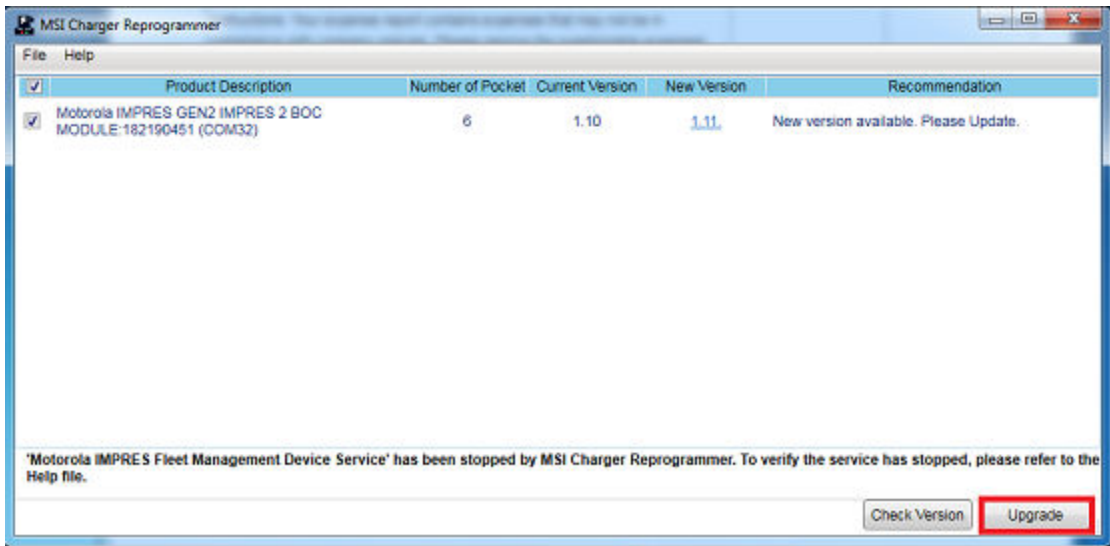 MSI Charger Reprogrammer
File Help
Product Description Number of Pocket Current Version New Version Recommendation
Motorola IMPRES GEN2 IMPRES 2 BOC
MODULE:182190451 (COM32) 6 1.10 1.11. New version available. Please Update.
'Motorola IMPRES Fleet Management Device Service' has been stopped by MSI Charger Reprogrammer. To verify the service has stopped, please refer to the
Help file.
Check Version Upgrade